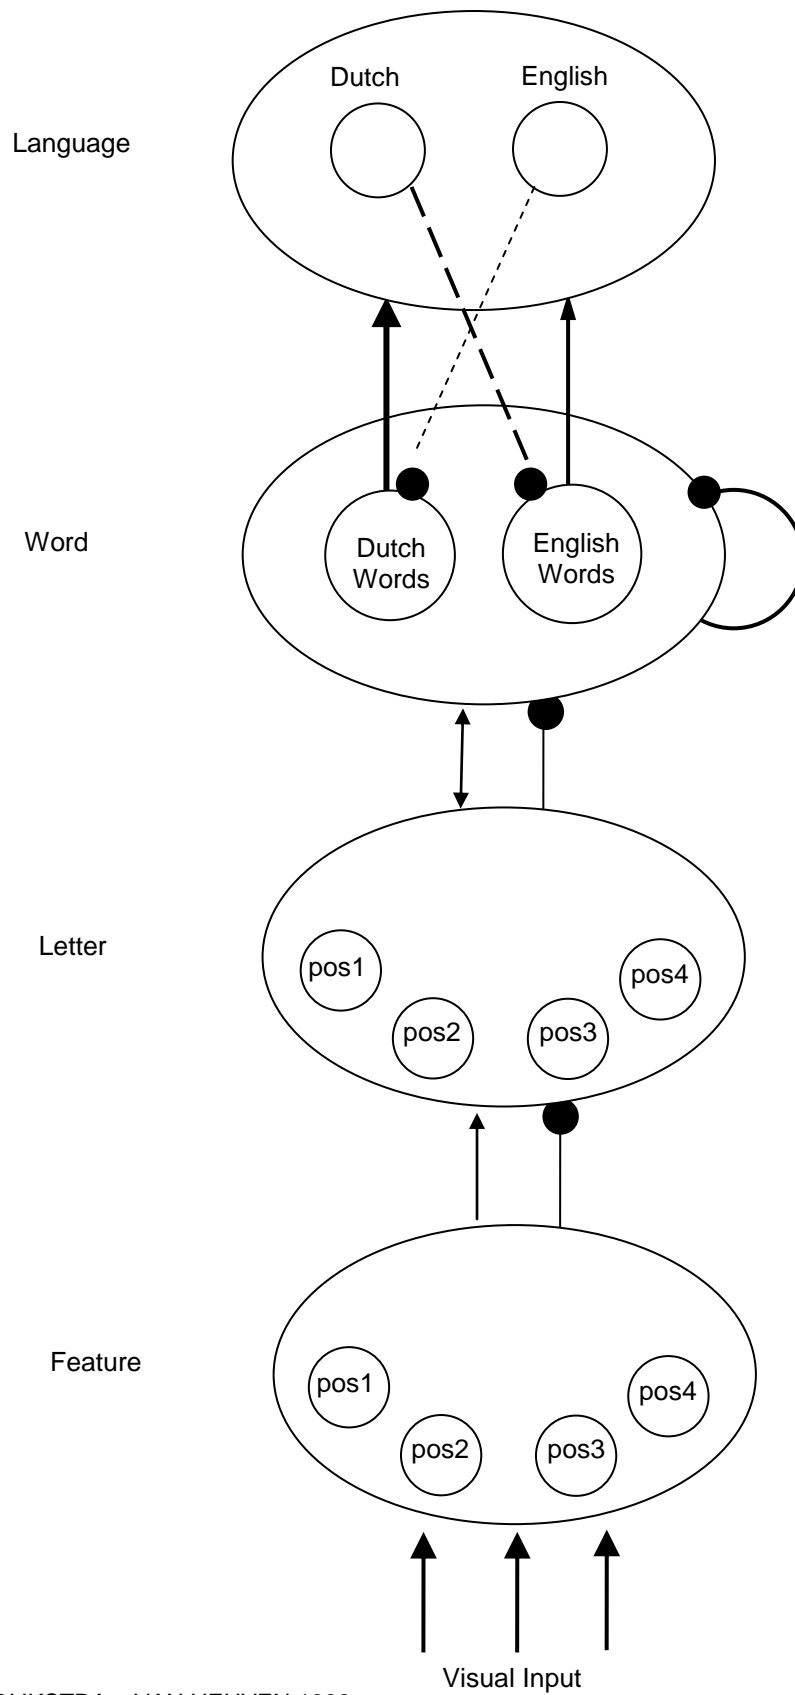 Dutch
English
Language
Word
Dutch
Words
English
Words
Letter
pos1
pos2
pos3
pos4
Feature
pos1
pos2
pos3
pos4
Visual Input